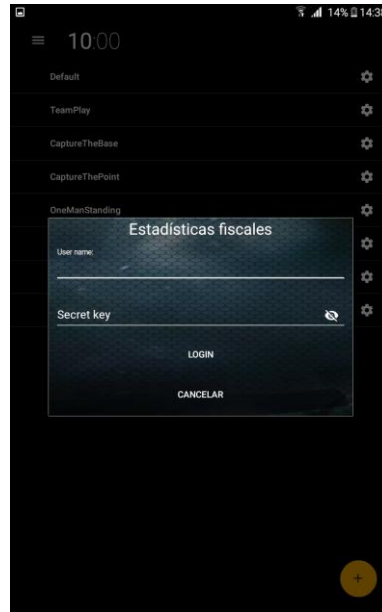 14% 14:38
10:00
Default
TeamPlay
CaptureTheBase
CaptureThePoint
OneManStanding
Estadísticas fiscales
User name:
Secret key
LOGIN
CANCELAR
+